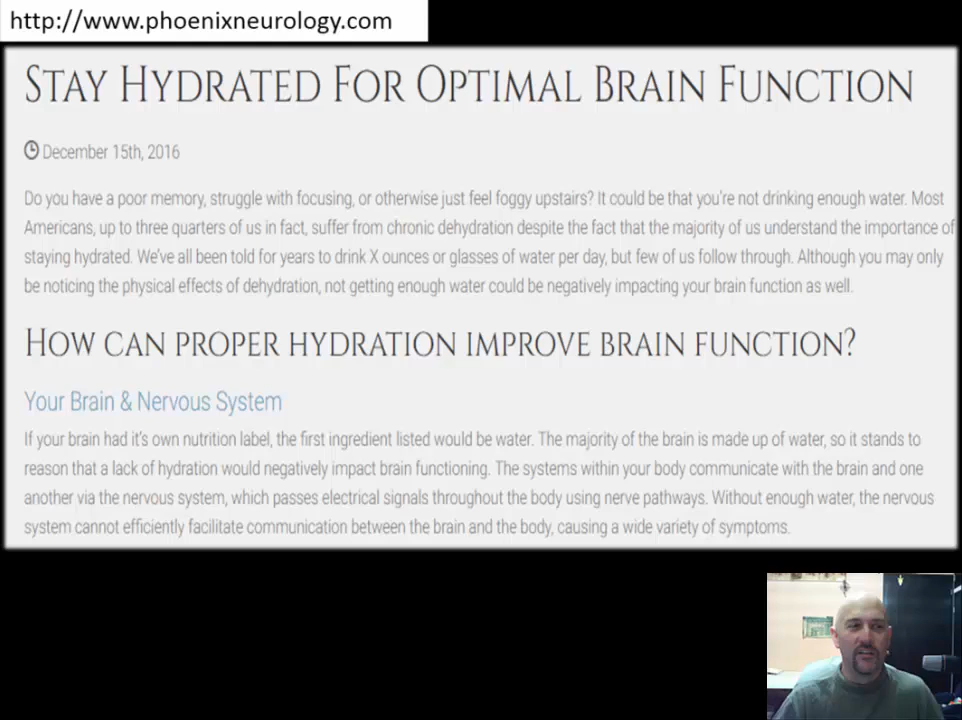 http://www.phoenixneurology.com
STAY HYDRATED FOR OPTIMAL BRAIN FUNCTION
December 15th, 2016
Do you have a poor memory, struggle with focusing, or otherwise just feel foggy upstairs? It could be that you're not drinking enough water. Most
Americans, up to three quarters of us in fact, suffer from chronic dehydration despite the fact that the majority of us understand the importance of
staying hydrated. We've all been told for years to drink X ounces or glasses of water per day, but few of us follow through. Although you may only
be noticing the physical effects of dehydration, not getting enough water could be negatively impacting your brain function as well.
HOW CAN PROPER HYDRATION IMPROVE BRAIN FUNCTION?
Your Brain & Nervous System
If your brain had it's own nutrition label, the first ingredient listed would be water. The majority of the brain is made up of water, so it stands to
reason that a lack of hydration would negatively impact brain functioning. The systems within your body communicate with the brain and one
another via the nervous system, which passes electrical signals throughout the body using nerve pathways. Without enough water, the nervous
system cannot efficiently facilitate communication between the brain and the body, causing a wide variety of symptoms.